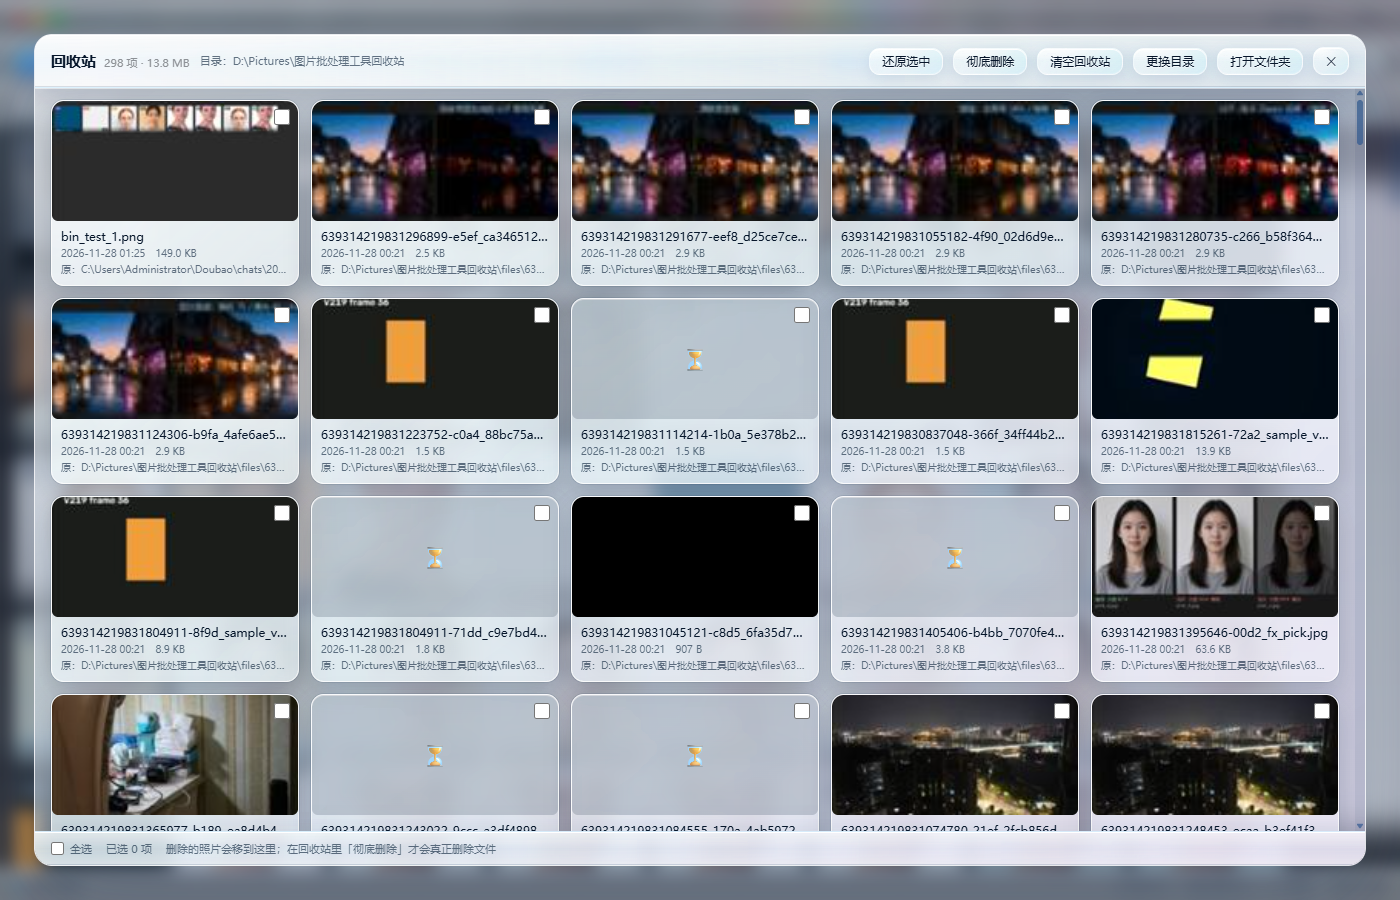 回收站 298 项 · 13.8 MB 目录：D:\Pictures\图片批处理工具回收站
还原选中 彻底删除 清空回收站 更换目录 打开文件夹 ×
bin_test_1.png
2026-11-28 01:25 149.0 KB
原：C:\Users\Administrator\Doubao\chats\20...
639314219831296899-e5ef_ca346512...
2026-11-28 00:21 2.5 KB
原：D:\Pictures\图片批处理工具回收站\files\63...
639314219831291677-eef8_d25ce7ce...
2026-11-28 00:21 2.9 KB
原：D:\Pictures\图片批处理工具回收站\files\63...
639314219831055182-4f90_02d6d9e...
2026-11-28 00:21 2.9 KB
原：D:\Pictures\图片批处理工具回收站\files\63...
639314219831280735-c266_b58f364...
2026-11-28 00:21 2.9 KB
原：D:\Pictures\图片批处理工具回收站\files\63...
639314219831124306-b9fa_4afe6ae5...
2026-11-28 00:21 2.9 KB
原：D:\Pictures\图片批处理工具回收站\files\63...
V219 frame 36
639314219831223752-c0a4_88bc75a...
2026-11-28 00:21 1.5 KB
原：D:\Pictures\图片批处理工具回收站\files\63...
639314219831114214-1b0a_5e378b2...
2026-11-28 00:21 1.5 KB
原：D:\Pictures\图片批处理工具回收站\files\63...
V219 frame 36
639314219830837048-366f_34ff44b2...
2026-11-28 00:21 1.5 KB
原：D:\Pictures\图片批处理工具回收站\files\63...
639314219831815261-72a2_sample_v...
2026-11-28 00:21 13.9 KB
原：D:\Pictures\图片批处理工具回收站\files\63...
V219 frame 36
639314219831804911-8f9d_sample_v...
2026-11-28 00:21 8.9 KB
原：D:\Pictures\图片批处理工具回收站\files\63...
639314219831804911-71dd_c9e7bd4...
2026-11-28 00:21 1.8 KB
原：D:\Pictures\图片批处理工具回收站\files\63...
639314219831045121-c8d5_6fa35d7...
2026-11-28 00:21 907 B
原：D:\Pictures\图片批处理工具回收站\files\63...
639314219831405406-b4bb_7070fe4...
2026-11-28 00:21 3.8 KB
原：D:\Pictures\图片批处理工具回收站\files\63...
639314219831395646-00d2_fx_pick.jpg
2026-11-28 00:21 63.6 KB
原：D:\Pictures\图片批处理工具回收站\files\63...
全选 已选 0 项 删除的照片会移到这里；在回收站里「彻底删除」才会真正删除文件